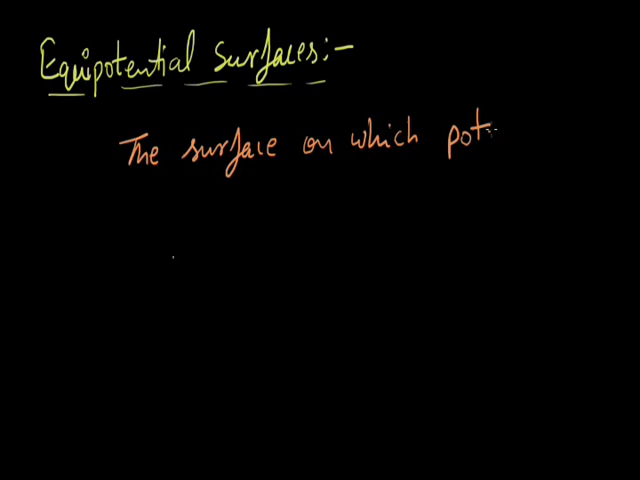 Equipotential Surfaces:-
The surface on which pot